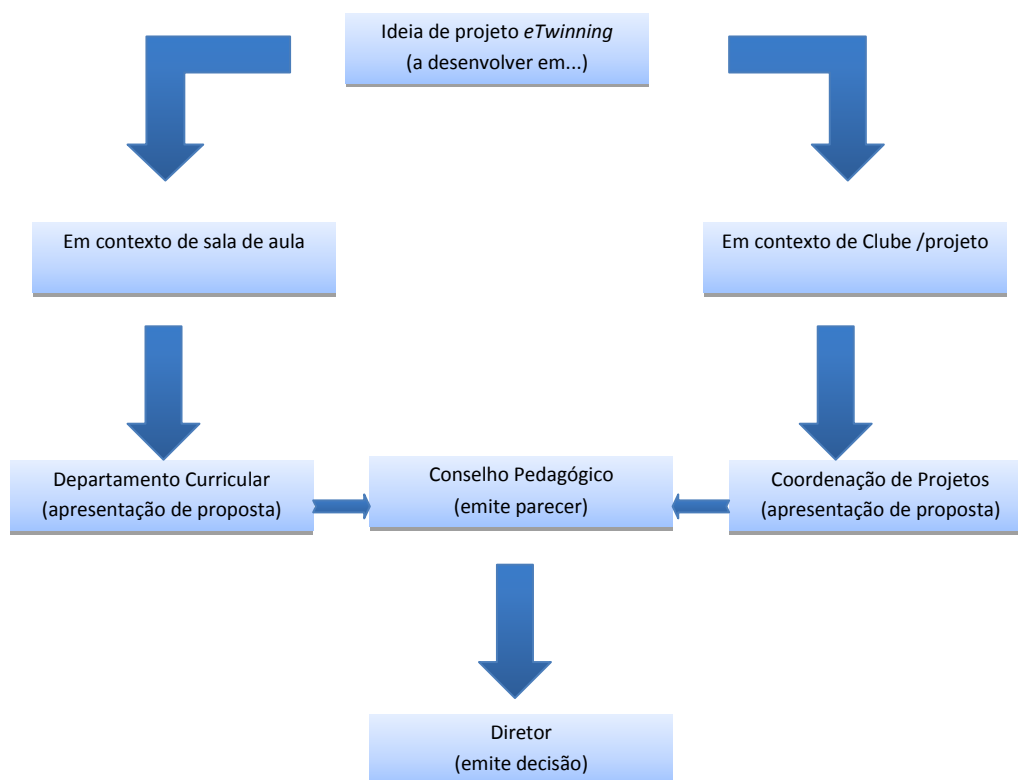 Ideia de projeto eTwinning
(a desenvolver em...)
Em contexto de sala de aula
Em contexto de Clube /projeto
Departamento Curricular
(apresentação de proposta)
Conselho Pedagógico
(emite parecer)
Coordenação de Projetos
(apresentação de proposta)
Diretor
(emite decisão)